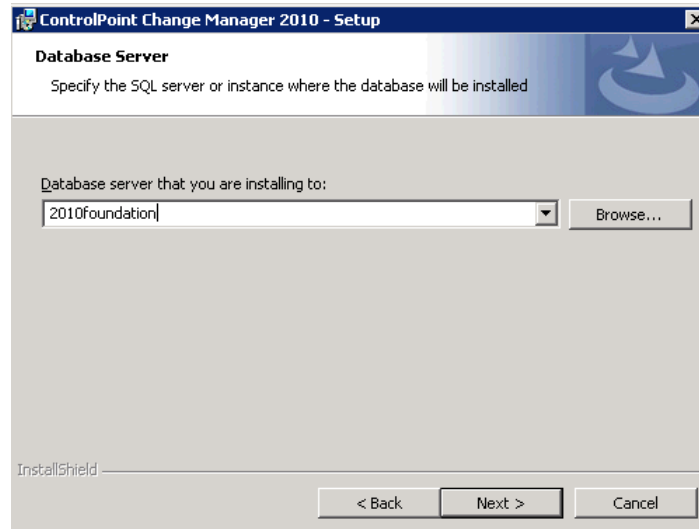 ControlPoint Change Manager 2010 - Setup
Database Server
Specify the SQL server or instance where the database will be installed
Database server that you are installing to:
2010foundation
Browse...
InstallShield
< Back
Next >
Cancel